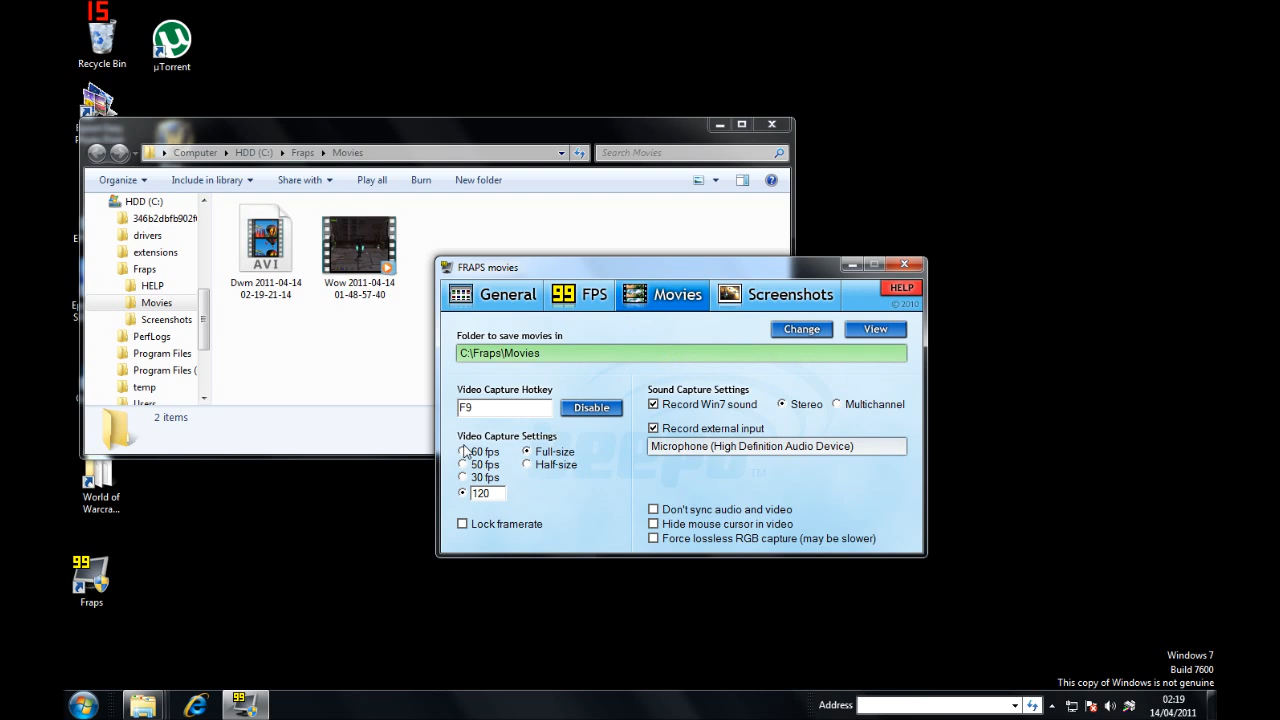 15
Recycle Bin
µTorrent
Computer HDD (C:) Fraps Movies
Search Movies
Organize Include in library Share with Play all Burn New folder
HDD (C:)
346b2dbfb902f
drivers
extensions
Fraps
HELP
Movies
Screenshots
PerfLogs
Program Files
Program Files (
temp
Users
AVI
Dwm 2011-04-14
02-19-21-14
Wow 2011-04-14
01-48-57-40
2 items
FRAPS movies
General
99 FPS
Movies
Screenshots
HELP
© 2010
Folder to save movies in
Change
View
C:\Fraps\Movies
Video Capture Hotkey
F9
Disable
Video Capture Settings
60 fps
50 fps
30 fps
120
Full-size
Half-size
Lock framerate
Sound Capture Settings
Record Win7 sound
Stereo
Multichannel
Record external input
Microphone (High Definition Audio Device)
Don't sync audio and video
Hide mouse cursor in video
Force lossless RGB capture (may be slower)
World of
Warcra...
99
Fraps
Windows 7
Build 7600
This copy of Windows is not genuine
99
Address
02:19
14/04/2011